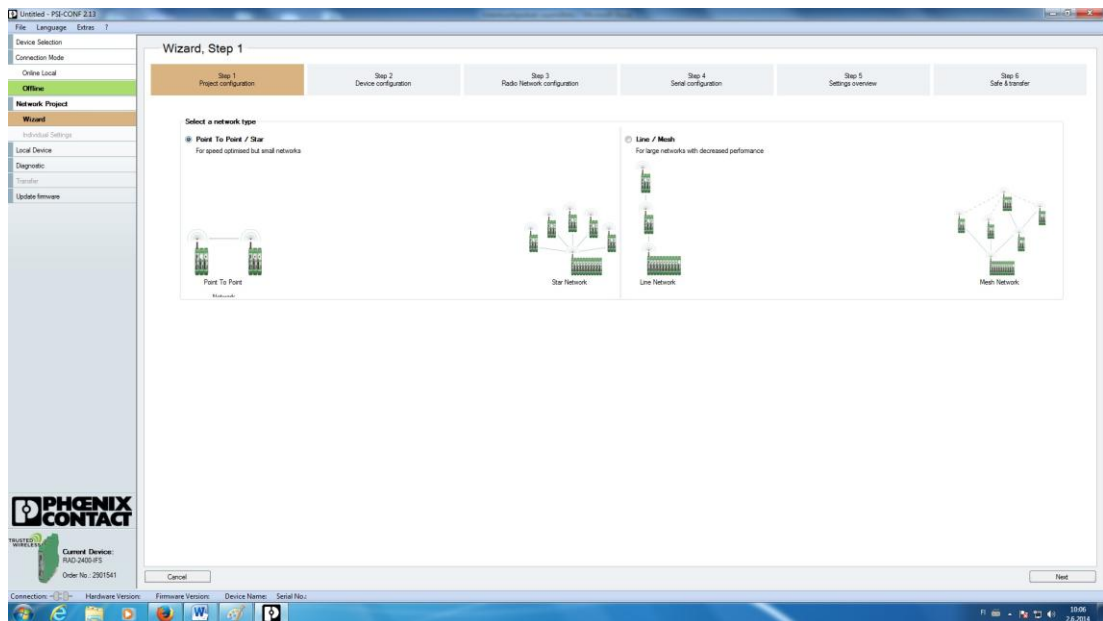 Untitled - PSI-CONF 2.13
File Language Extras ?
Device Selection
Connection Mode
Online Local
Offline
Network Project
Wizard
Individual Settings
Local Device
Diagnostic
Transfer
Update firmware
Wizard, Step 1
Step 1
Project configuration
Step 2
Device configuration
Step 3
Radio Network configuration
Step 4
Serial configuration
Step 5
Settings overview
Step 6
Safe & transfer
Select a network type
Point To Point / Star
For speed optimised but small networks
Point To Point
Network
Star Network
Line / Mesh
For large networks with decreased performance
Line Network
Mesh Network
PHŒNIX
CONTACT
TRUSTED
WIRELESS
Current Device:
RAD-2400-IFS
Order No.: 2901541
Cancel
Next
Connection: Hardware Version: Firmware Version: Device Name: Serial No.:
W
FI
10:06
2.6.2014